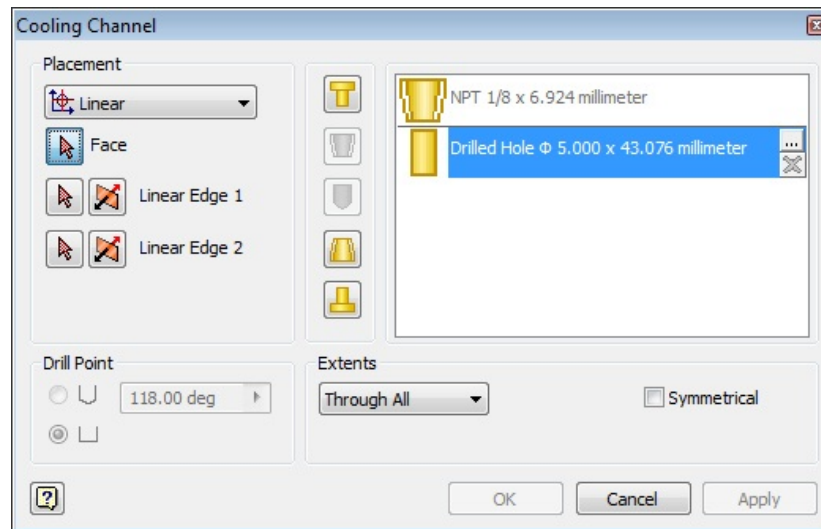 Cooling Channel
Placement
Linear
Face
Linear Edge 1
Linear Edge 2
NPT 1/8 x 6.924 millimeter
Drilled Hole Φ 5.000 x 43.076 millimeter
...
Drill Point
118.00 deg
Extents
Through All
Symmetrical
?
OK
Cancel
Apply